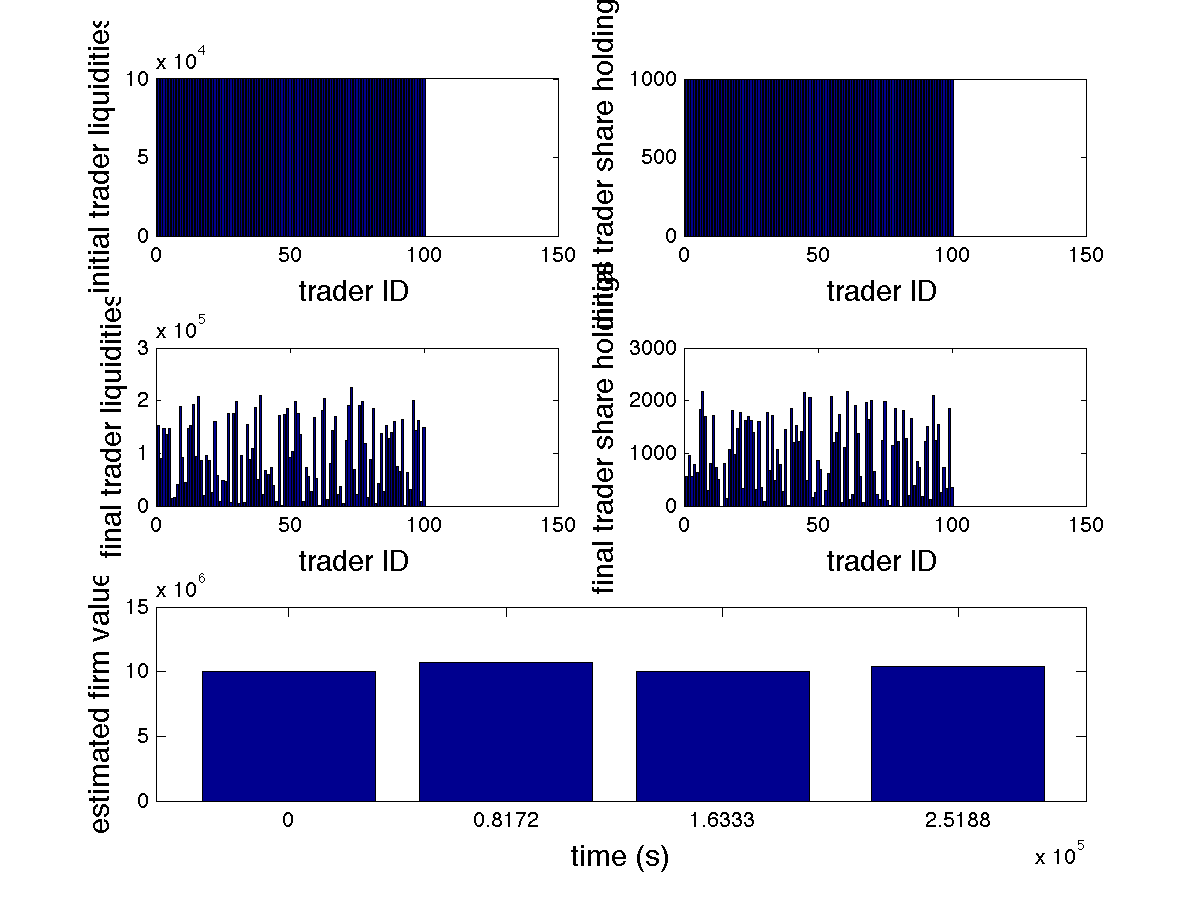 x 10^4
10
5
0
initial trader liquidities
0 50 100 150
trader ID
1000
500
0
trader share holding
0 50 100 150
trader ID
x 10^5
3
2
1
0
final trader liquidities
0 50 100 150
trader ID
3000
2000
1000
0
final trader share holdings
0 50 100 150
trader ID
x 10^6
15
10
5
0
estimated firm value
0 0.8172 1.6333 2.5188
time (s)
x 10^5